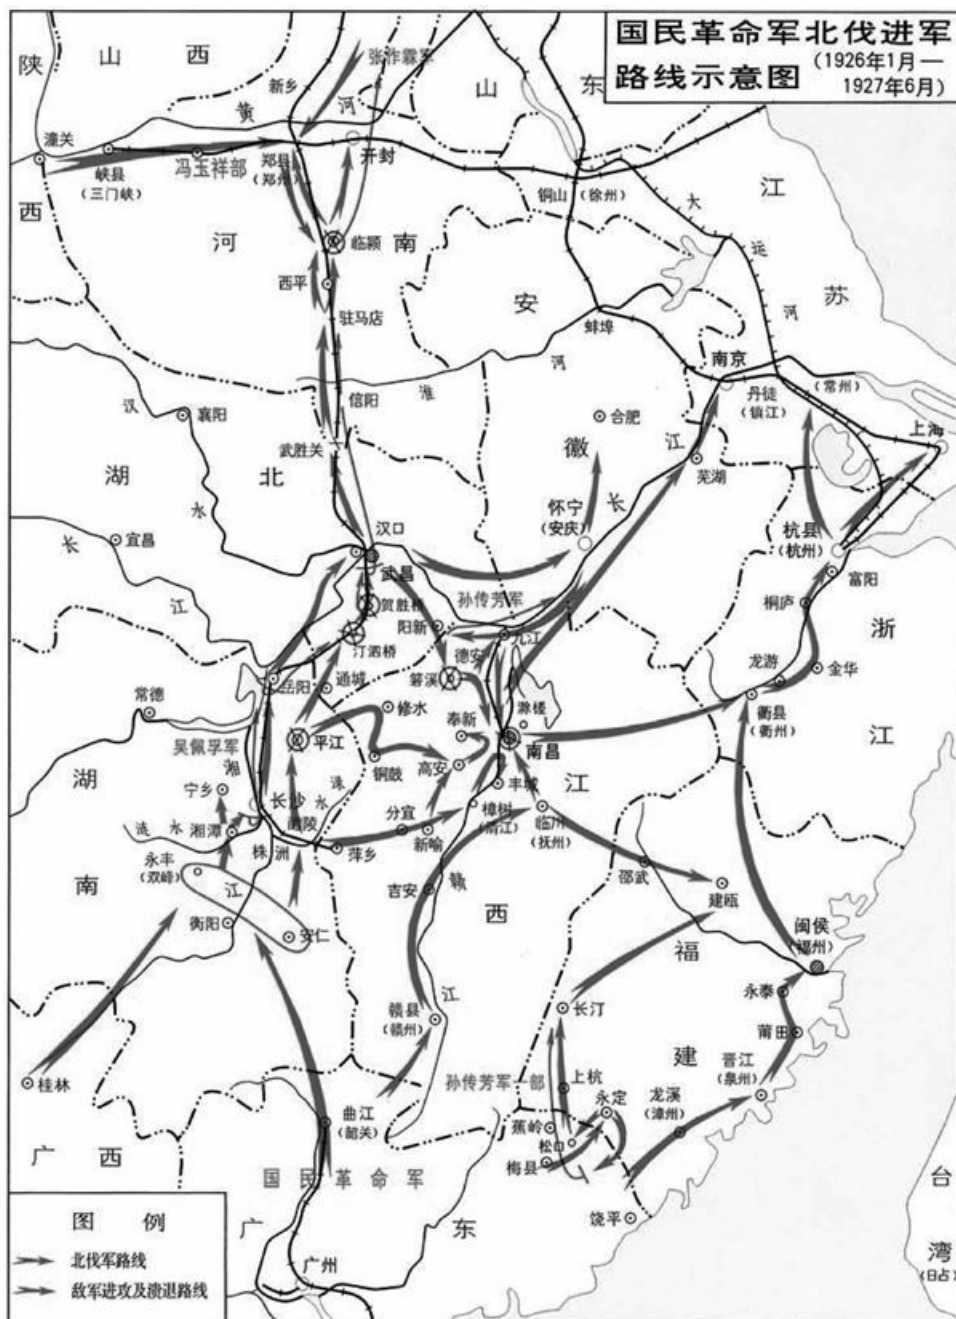 国民革命军北伐进军
路线示意图
(1926年1月—
1927年6月)
陕
西
山 西
山 东
张作霖军
新乡
黄
河
潼关
峡县
(三门峡)
冯玉祥部
郑县
(郑州)
开封
铜山 (徐州)
江
苏
大
运
河
河
南
临颍
西平
驻马店
安
徽
蚌埠
南京
丹徒
(镇江)
(常州)
上海
淮
河
信阳
合肥
汉
水
襄阳
武胜关
湖
北
长
江
芜湖
怀宁
(安庆)
杭县
(杭州)
富阳
桐庐
长
江
宜昌
汉口
武昌
贺胜桥
汀泗桥
孙传芳军
阳新
九江
德安
箬溪
浙
江
金华
龙游
衢县
(衢州)
岳阳
通城
常德
修水
奉新
滁槎
南昌
吴佩孚军
平江
铜鼓
高安
江
西
湖
南
宁乡
湘
江
长沙
涞
水
醴陵
丰城
涟
水
湘潭
株 洲
分宜
新喻
樟树
(清江)
临川
(抚州)
萍乡
永丰
(双峰)
邵武
建瓯
吉安
赣
江
衡阳
安仁
福
建
闽侯
(福州)
永泰
莆田
赣县
(赣州)
长汀
晋江
(泉州)
桂林
孙传芳军一部
上杭
永定
龙溪
(漳州)
曲江
(韶关)
蕉岭
松口
梅县
广 西
国民革命军
饶平
广
东
广州
台
湾
(日占)
图 例
北伐军路线
敌军进攻及溃退路线